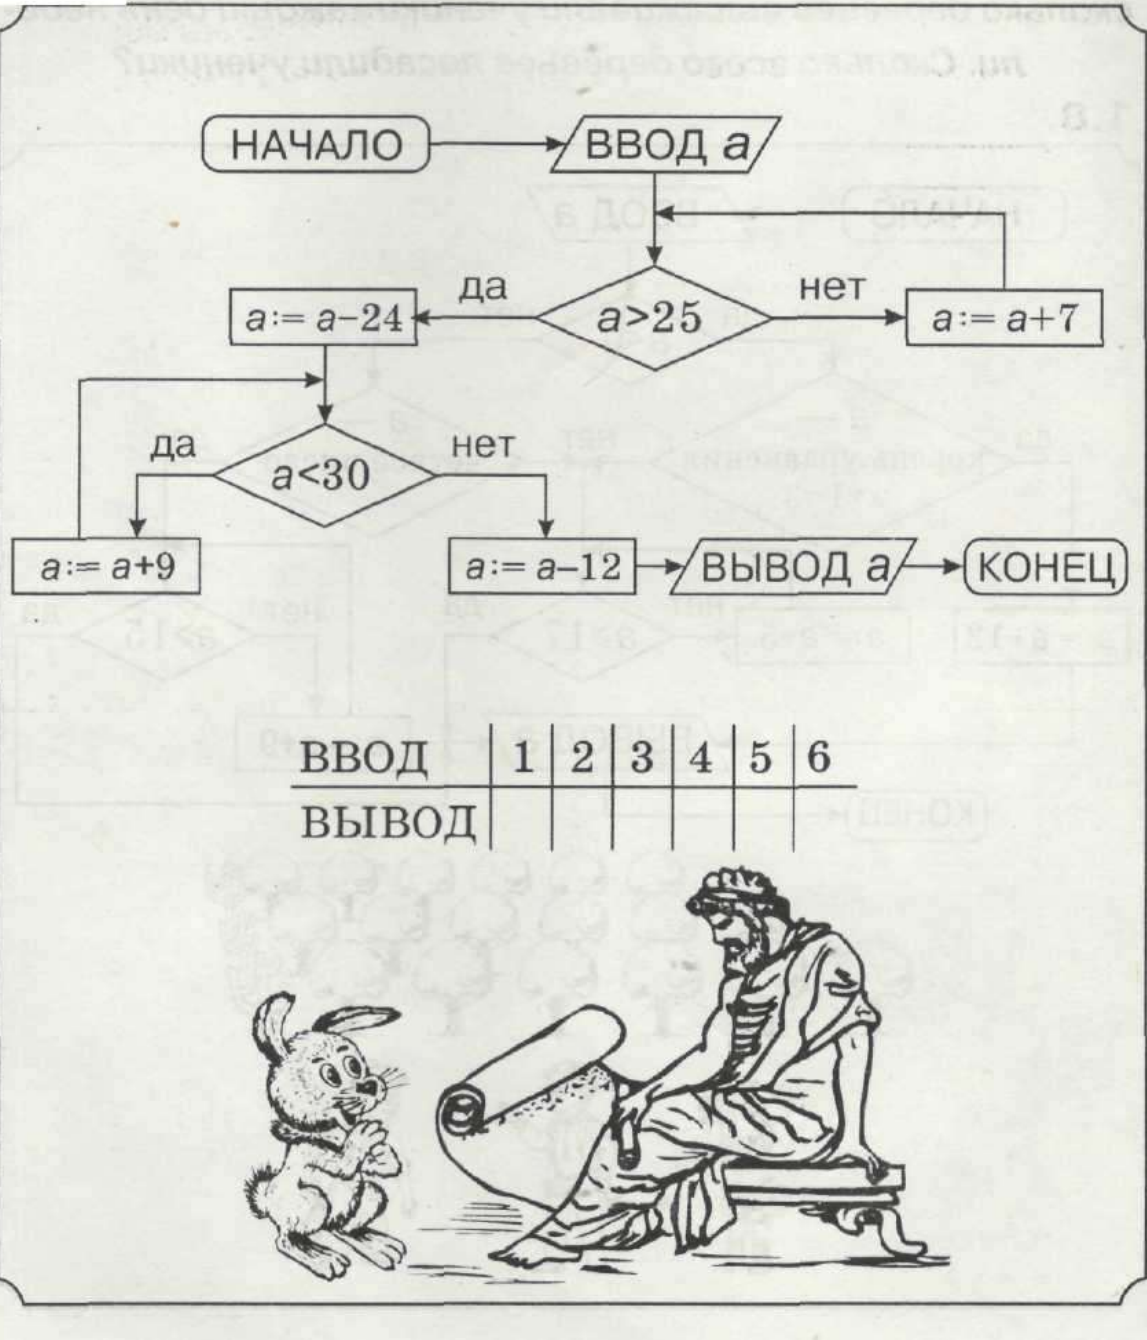 НАЧАЛО ВВОД a
да нет
a:= a–24 a>25 a:= a+7
да нет
a<30
a:= a+9 a:= a–12 ВЫВОД a КОНЕЦ
ВВОД 1 2 3 4 5 6
ВЫВОД